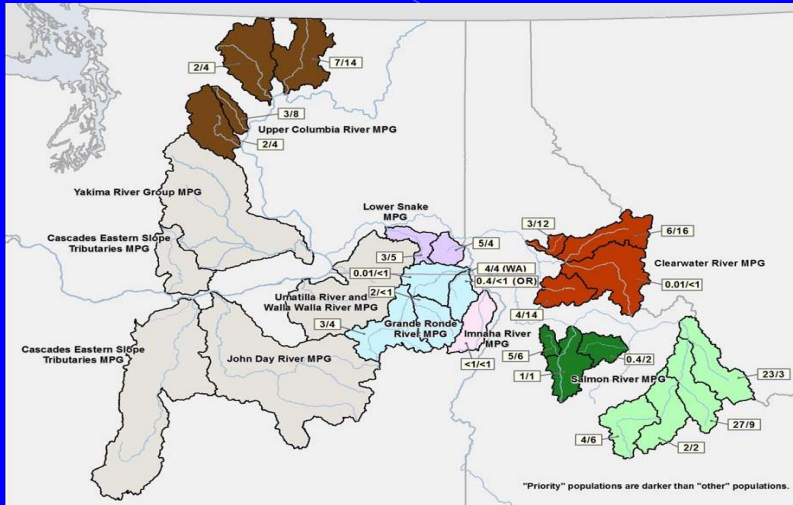 2/4
7/14
3/8
Upper Columbia River MPG
2/4
Yakima River Group MPG
Lower Snake
MPG
Cascades Eastern Slope
Tributaries MPG
3/5
5/4
3/12
6/16
Clearwater River MPG
0.01/<1
4/4 (WA)
0.4/<1 (OR)
0.01/<1
2/<1
Umatilla River and
Walla Walla River MPG
3/4
Grande Ronde
River MPG
Innaha River
MPG
<1/<1
4/14
Cascades Eastern Slope
Tributaries MPG
John Day River MPG
5/6
0.4/2
1/1
Salmon River MPG
23/3
27/9
4/6
2/2
"Priority" populations are darker than "other" populations.